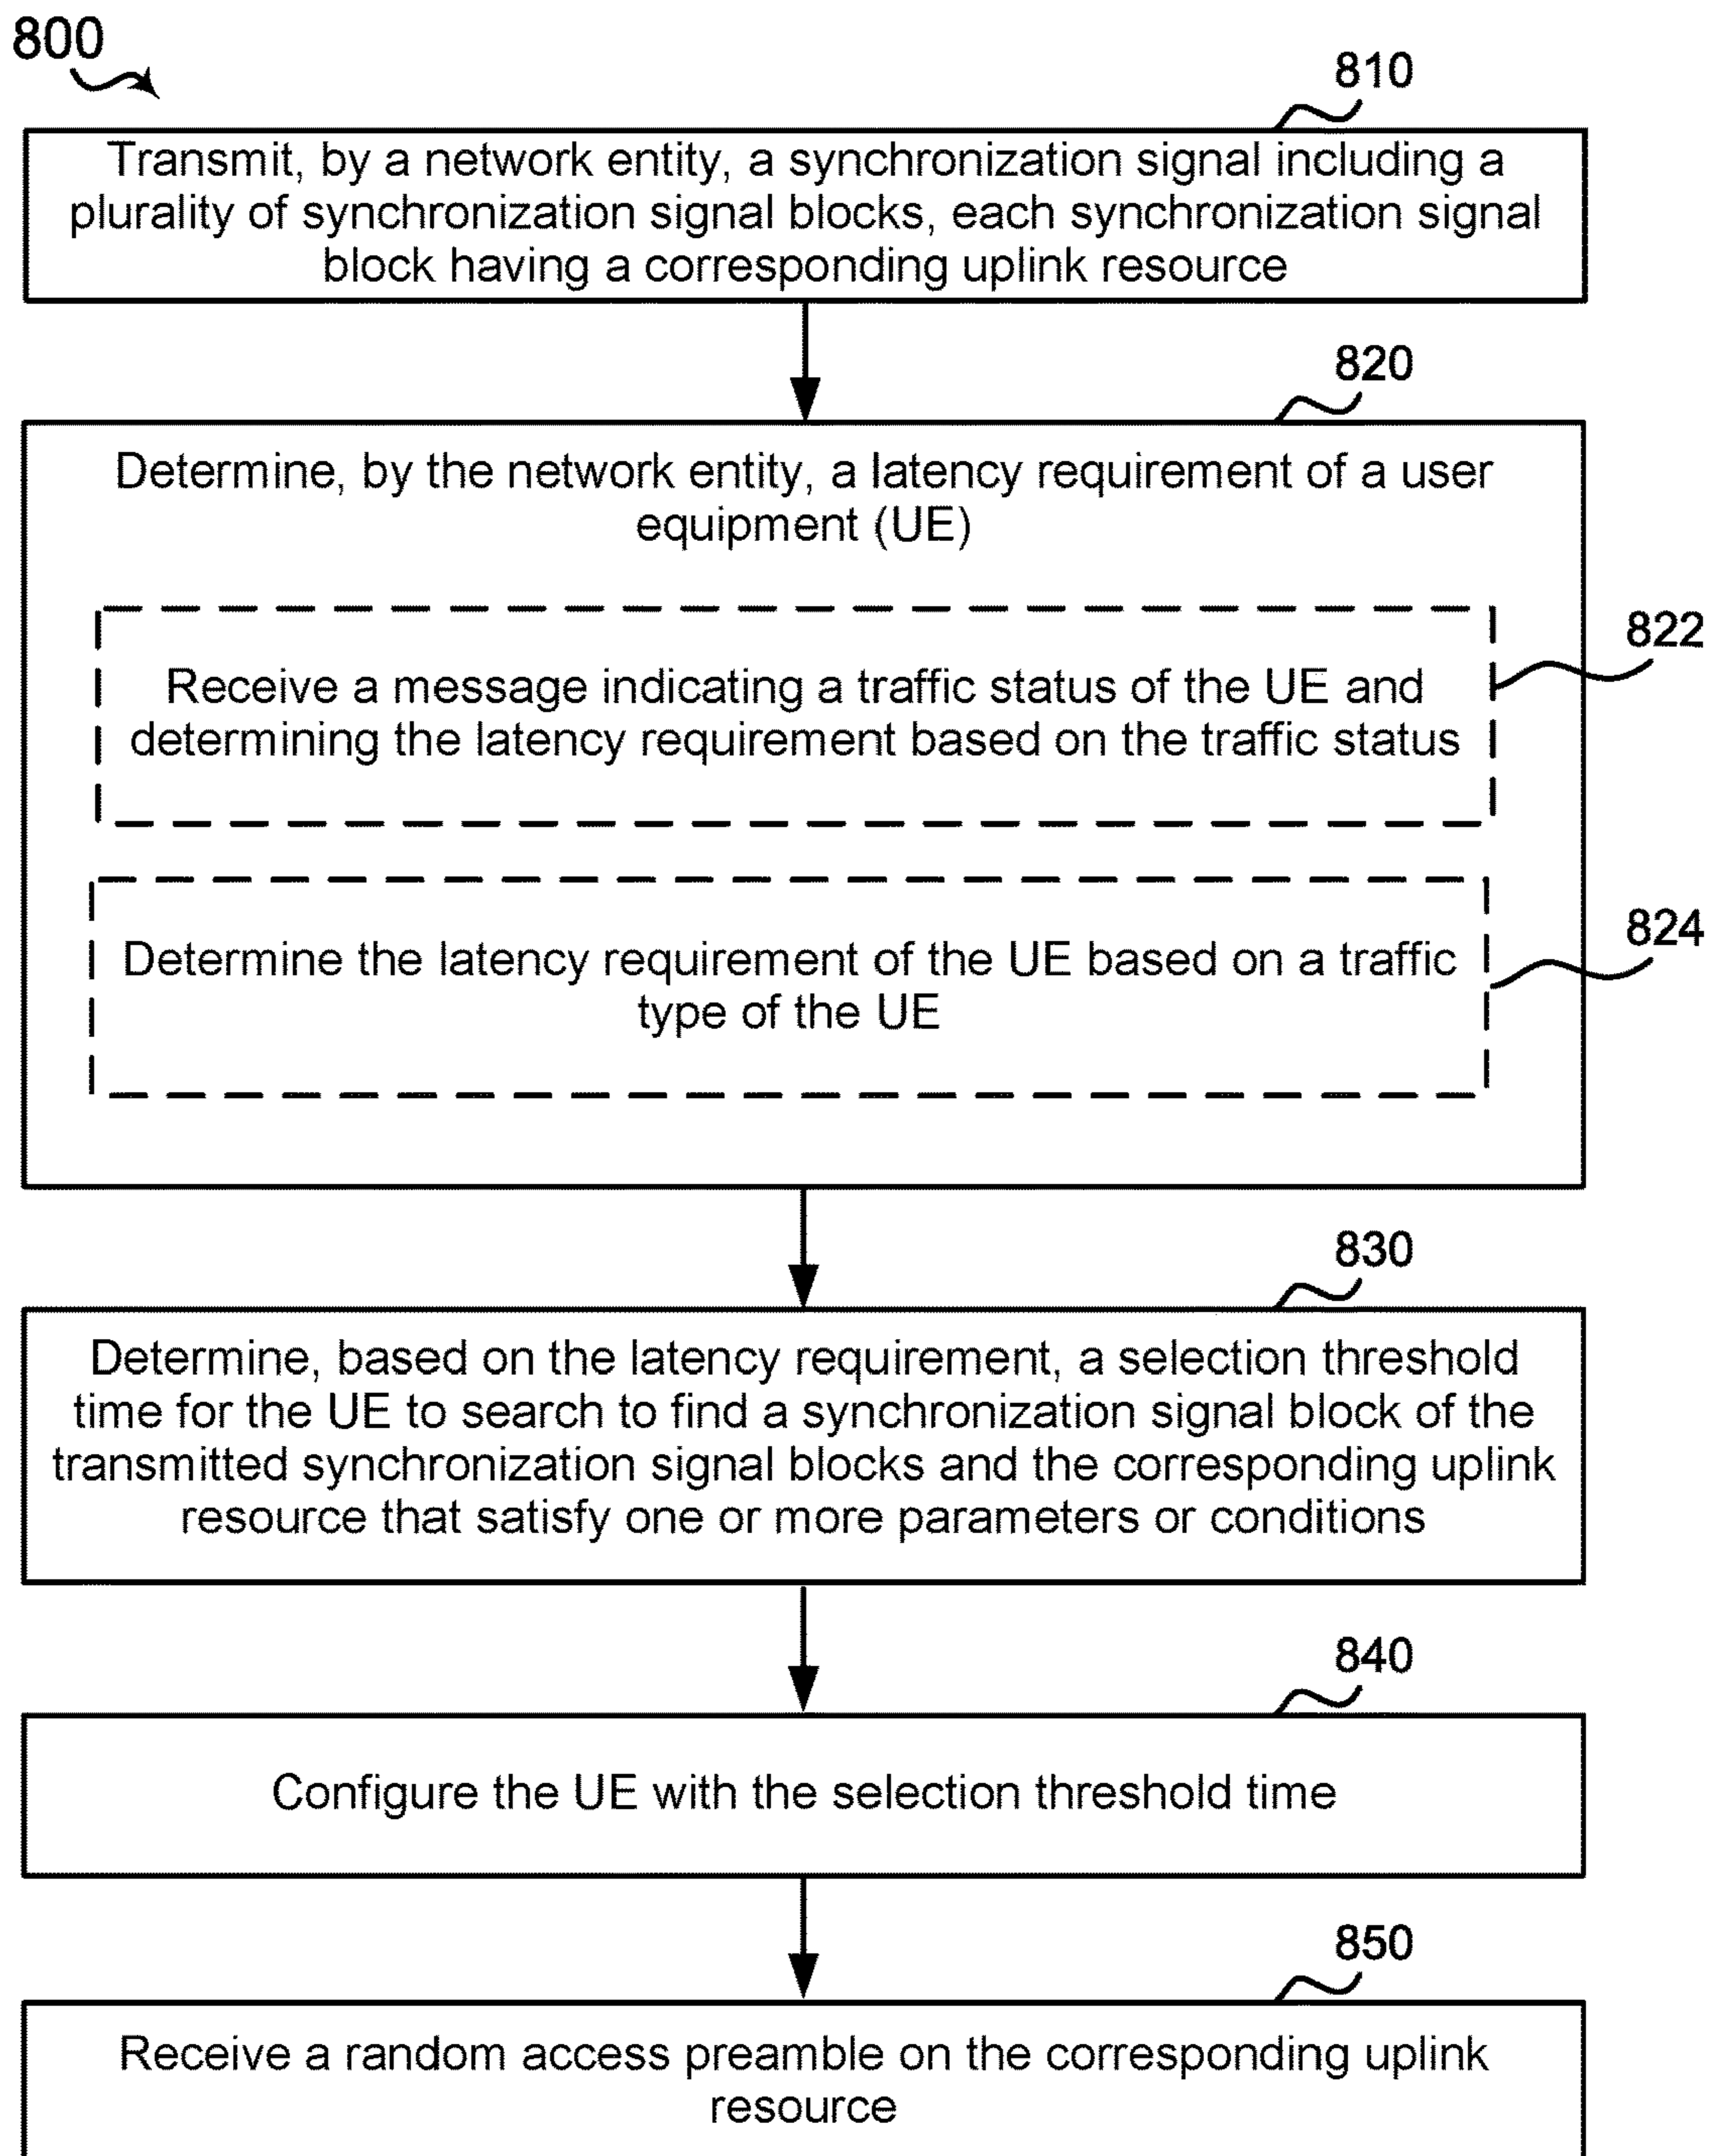 800
810
Transmit, by a network entity, a synchronization signal including a
plurality of synchronization signal blocks, each synchronization signal
block having a corresponding uplink resource
820
Determine, by the network entity, a latency requirement of a user
equipment (UE)
822
Receive a message indicating a traffic status of the UE and
determining the latency requirement based on the traffic status
824
Determine the latency requirement of the UE based on a traffic
type of the UE
830
Determine, based on the latency requirement, a selection threshold
time for the UE to search to find a synchronization signal block of the
transmitted synchronization signal blocks and the corresponding uplink
resource that satisfy one or more parameters or conditions
840
Configure the UE with the selection threshold time
850
Receive a random access preamble on the corresponding uplink
resource